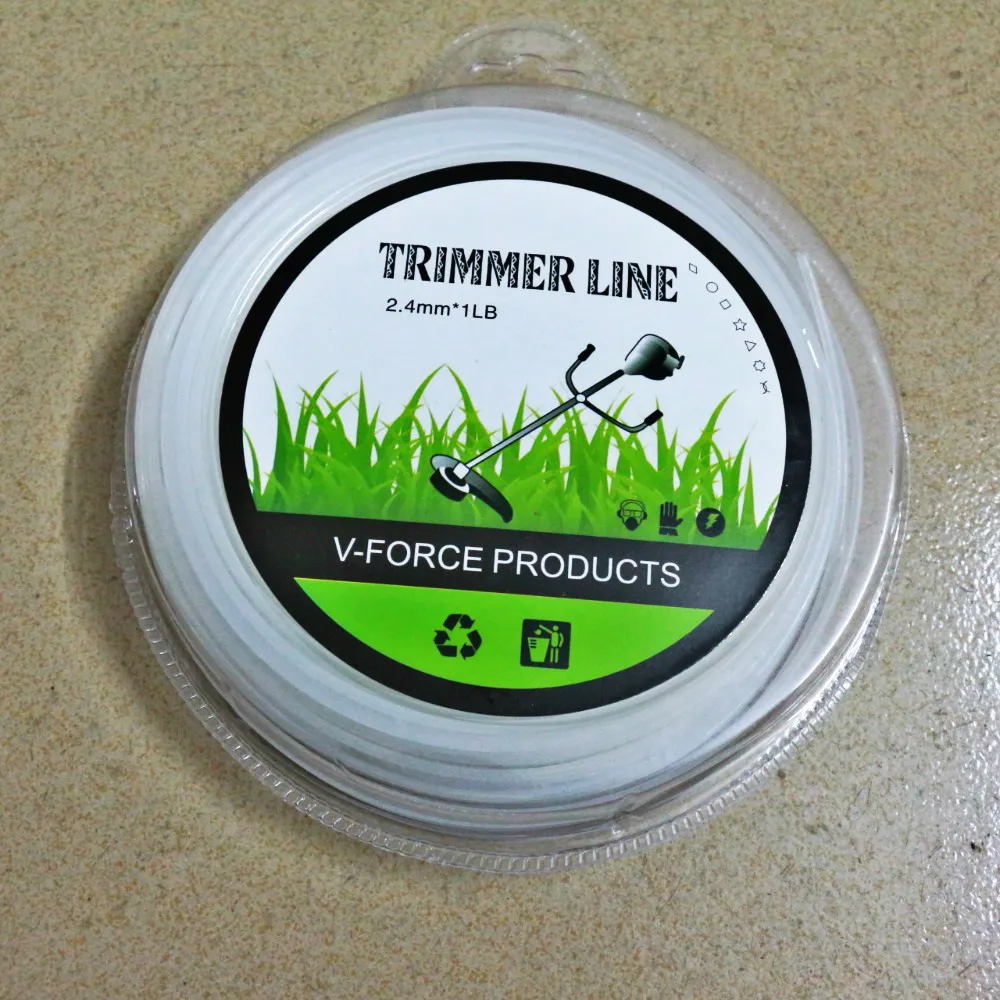 TRIMMER LINE
2.4mm*1LB
V-FORCE PRODUCTS